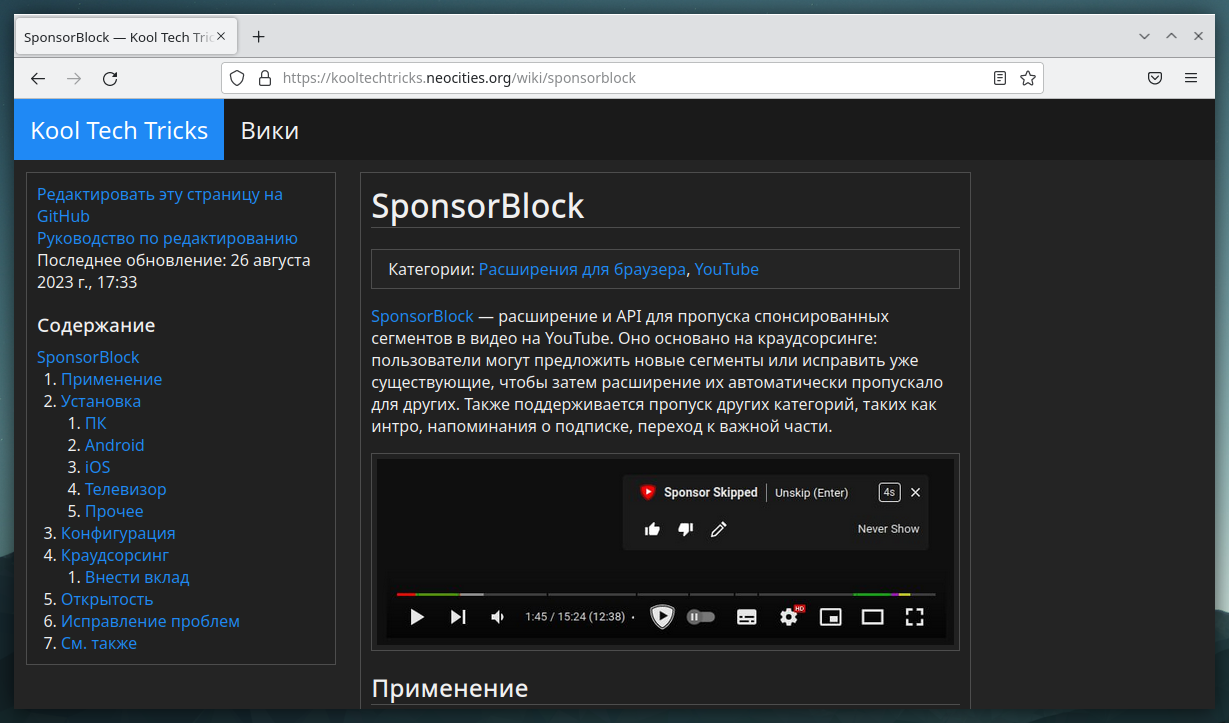 SponsorBlock — Kool Tech Tric
https://kooltechtricks.neocities.org/wiki/sponsorblock
Kool Tech Tricks
Вики
Редактировать эту страницу на
GitHub
Руководство по редактированию
Последнее обновление: 26 августа
2023 г., 17:33
Содержание
SponsorBlock
1. Применение
2. Установка
1. ПК
2. Android
3. iOS
4. Телевизор
5. Прочее
3. Конфигурация
4. Краудсорсинг
1. Внести вклад
5. Открытость
6. Исправление проблем
7. См. также
SponsorBlock
Категории: Расширения для браузера, YouTube
SponsorBlock — расширение и API для пропуска спонсированных
сегментов в видео на YouTube. Оно основано на краудсорсинге:
пользователи могут предложить новые сегменты или исправить уже
существующие, чтобы затем расширение их автоматически пропускало
для других. Также поддерживается пропуск других категорий, таких как
интро, напоминания о подписке, переход к важной части.
Sponsor Skipped
Unskip (Enter)
4s
Never Show
1:45 / 15:24 (12:38) •
HD
Применение